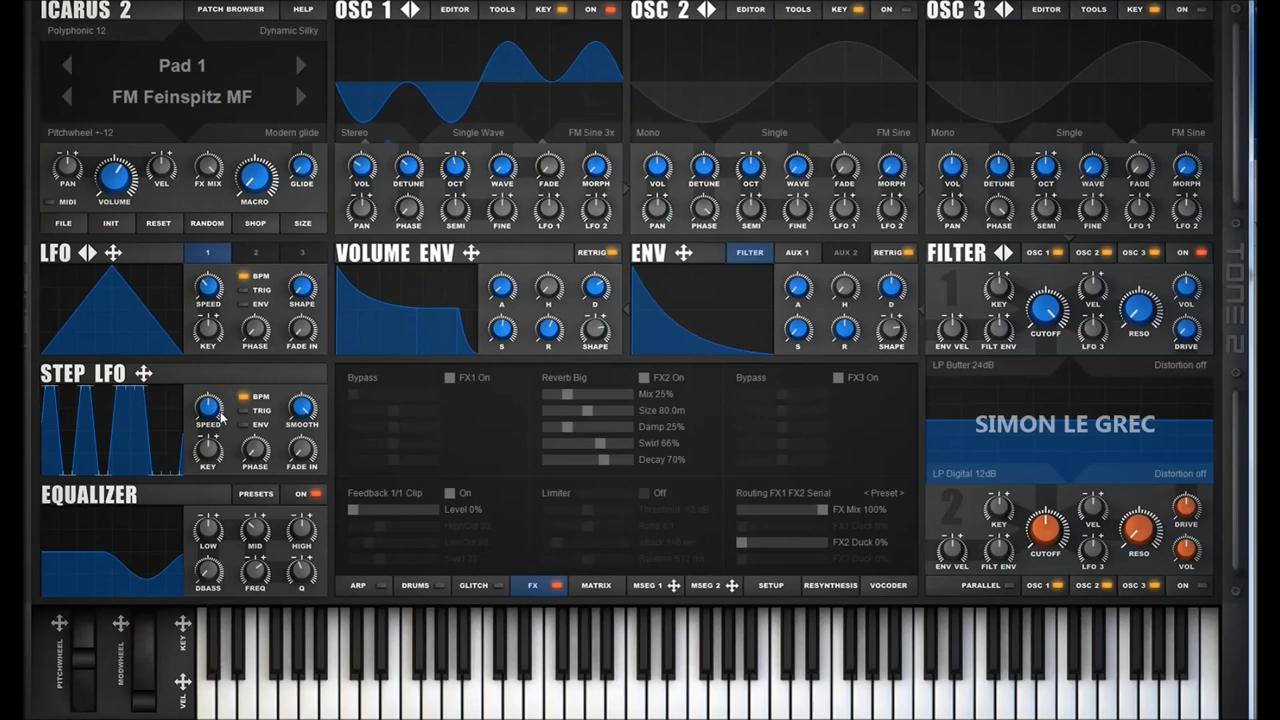 ICARUS 2 PATCH BROWSER HELP
Polyphonic 12 Dynamic Silky
Pad 1
FM Feinspitz MF
Pitchwheel +-12 Modern glide
PAN VOLUME VEL FX MIX MACRO GLIDE
MIDI
FILE INIT RESET RANDOM SHOP SIZE
OSC 1 EDITOR TOOLS KEY ON
Stereo Single Wave FM Sine 3x
VOL DETUNE OCT WAVE FADE MORPH
PAN PHASE SEMI FINE LFO 1 LFO 2
OSC 2 EDITOR TOOLS KEY ON
Mono Single FM Sine
VOL DETUNE OCT WAVE FADE MORPH
PAN PHASE SEMI FINE LFO 1 LFO 2
OSC 3 EDITOR TOOLS KEY ON
Mono Single FM Sine
VOL DETUNE OCT WAVE FADE MORPH
PAN PHASE SEMI FINE LFO 1 LFO 2
LFO 1 2 3
BPM
TRIG
SPEED ENV SHAPE
KEY PHASE FADE IN
VOLUME ENV RETRIG
A H D
S R SHAPE
ENV FILTER AUX 1 AUX 2 RETRIG
A H D
S R SHAPE
FILTER OSC 1 OSC 2 OSC 3 ON
1
KEY CUTOFF VEL RESO VOL
ENV VEL FILT ENV LFO 3 DRIVE
LP Butter 24dB Distortion off
SIMON LE GREC
LP Digital 12dB Distortion off
2
KEY CUTOFF VEL RESO DRIVE
ENV VEL FILT ENV LFO 3 VOL
PARALLEL OSC 1 OSC 2 OSC 3 ON
TONE 2
STEP LFO
BPM
TRIG
SPEED ENV SMOOTH
KEY PHASE FADE IN
EQUALIZER PRESETS ON
LOW MID HIGH
DBASS FREQ Q
Bypass FX1 On
Reverb Big FX2 On
Mix 25%
Size 80.0m
Damp 25%
Swirl 66%
Decay 70%
Bypass FX3 On
Feedback 1/1 Clip On
Level 0%
Limiter Off
Routing FX1 FX2 Serial < Preset >
FX Mix 100%
FX2 Duck 0%
ARP DRUMS GLITCH FX MATRIX MSEG 1 MSEG 2 SETUP RESYNTHESIS VOCODER
PITCHWHEEL MODWHEEL KEY
VEL